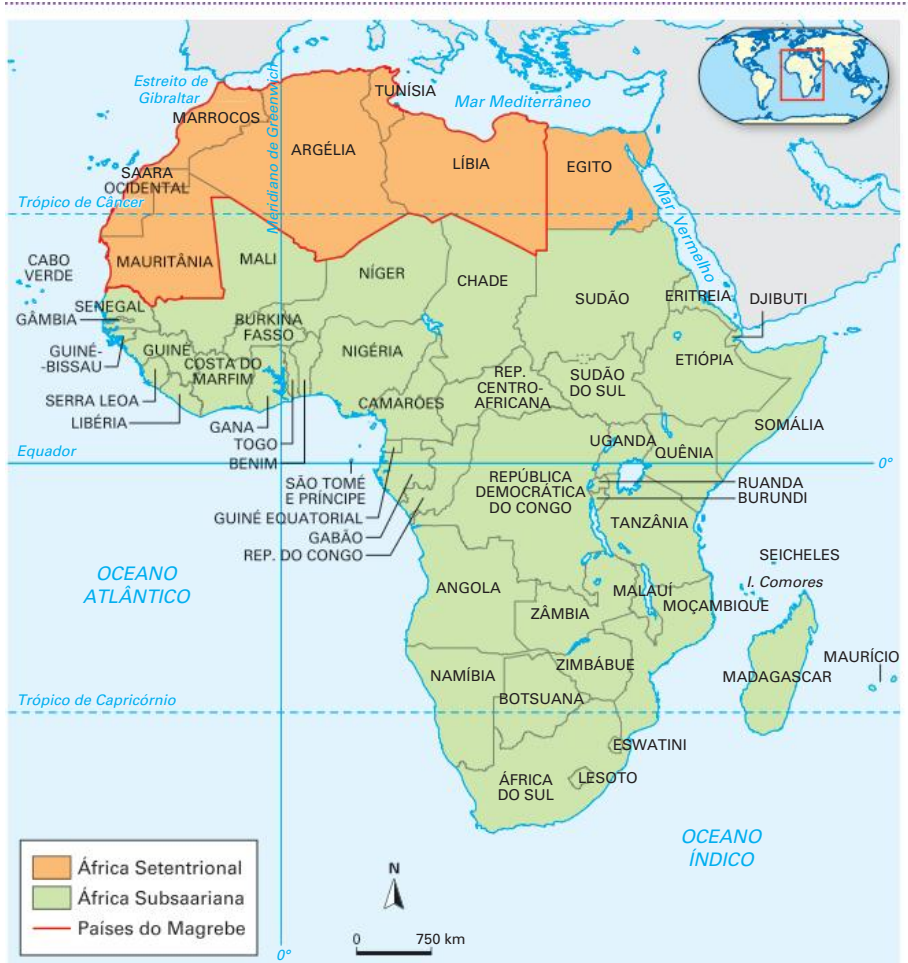 Estreito de
Gibraltar
MARROCOS
Meridiano de Greenwich
TUNÍSIA
Mar Mediterrâneo
ARGÉLIA
LÍBIA
EGITO
SAARA
OCIDENTAL
Trópico de Câncer
Mar Vermelho
CABO
VERDE
MAURITÂNIA
MALI
NÍGER
CHADE
SUDÃO
ERITREIA
DJIBUTI
SENEGAL
GÂMBIA
GUINÉ-
-BISSAU
GUINÉ
BURKINA
FASSO
COSTA DO
MARFIM
NIGÉRIA
ETIÓPIA
REP.
CENTRO-
AFRICANA
SUDÃO
DO SUL
SERRA LEOA
LIBÉRIA
GANA
TOGO
BENIM
CAMARÕES
SOMÁLIA
UGANDA
QUÊNIA
Equador
0°
SÃO TOMÉ
E PRÍNCIPE
GUINÉ EQUATORIAL
GABÃO
REP. DO CONGO
REPÚBLICA
DEMOCRÁTICA
DO CONGO
RUANDA
BURUNDI
TANZÂNIA
SEICHELES
I. Comores
OCEANO
ATLÂNTICO
ANGOLA
ZÂMBIA
MALAUÍ
MOÇAMBIQUE
ZIMBÁBUE
NAMÍBIA
BOTSUANA
MADAGASCAR
MAURÍCIO
Trópico de Capricórnio
ESWATINI
LESOTO
ÁFRICA
DO SUL
OCEANO
ÍNDICO
África Setentrional
África Subsaariana
Países do Magrebe
N
0 750 km
0°